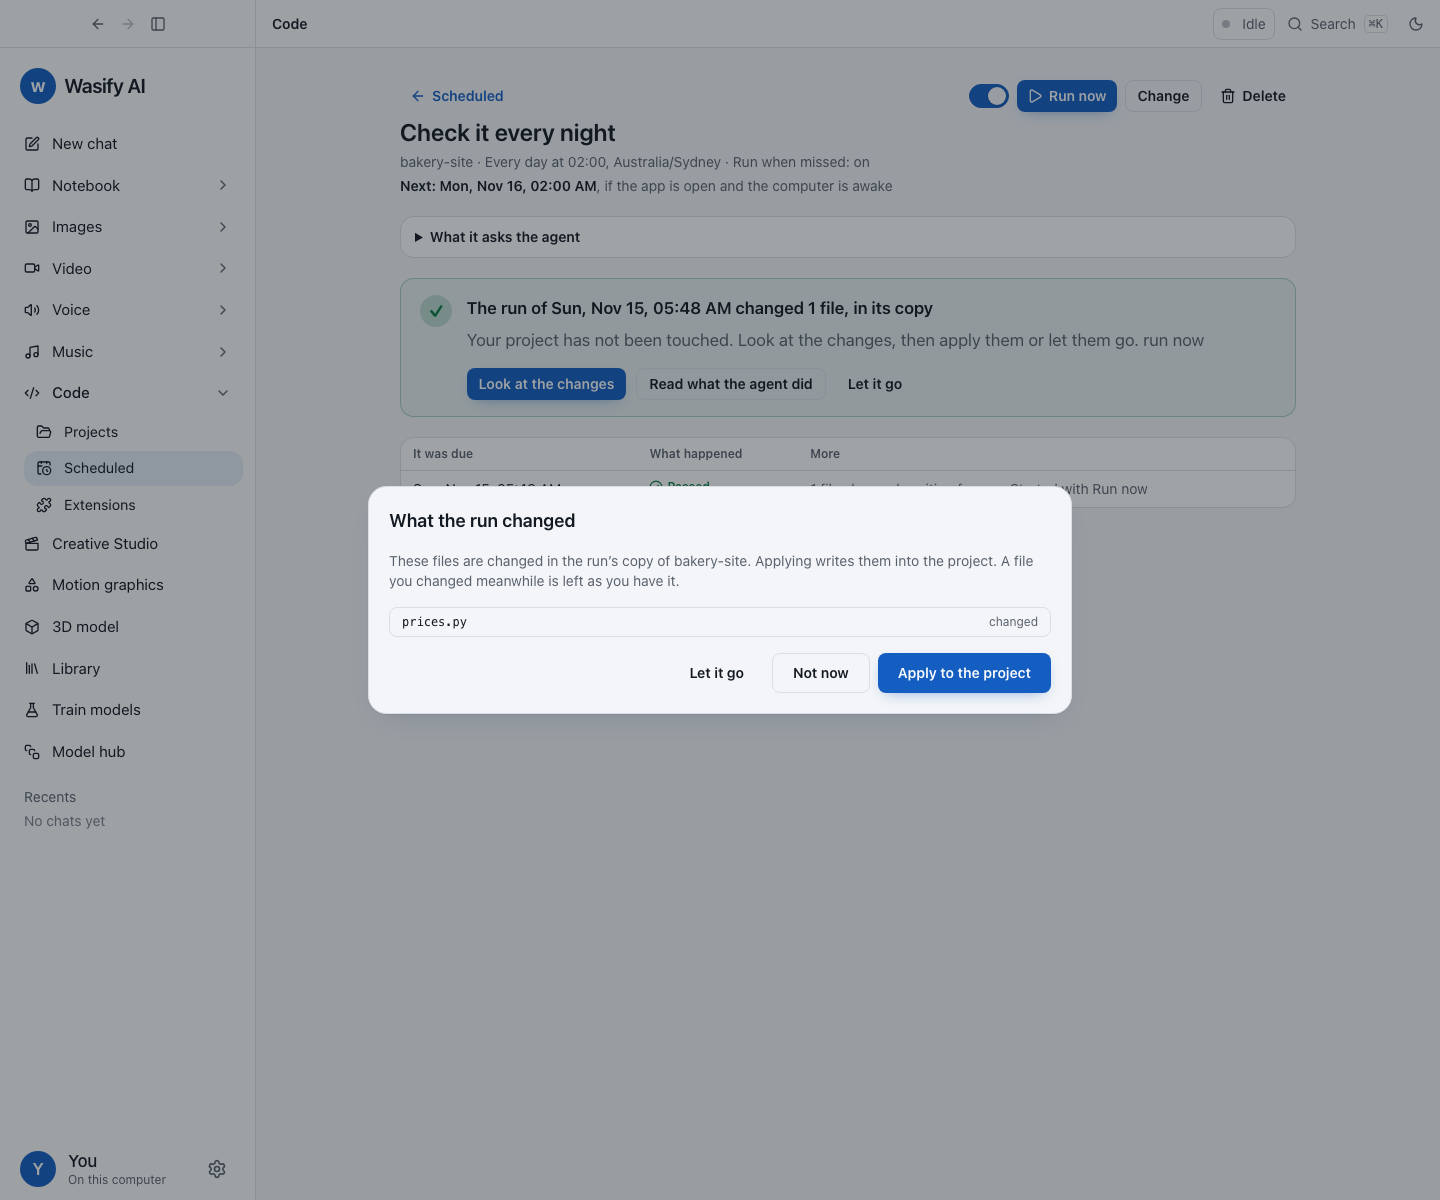 Code
Idle
Search ⌘K
W Wasify AI
New chat
Notebook
Images
Video
Voice
Music
Code
Projects
Scheduled
Extensions
Creative Studio
Motion graphics
3D model
Library
Train models
Model hub
Recents
No chats yet
Y You
On this computer
Scheduled
Run now
Change
Delete
Check it every night
bakery-site · Every day at 02:00, Australia/Sydney · Run when missed: on
Next: Mon, Nov 16, 02:00 AM, if the app is open and the computer is awake
What it asks the agent
The run of Sun, Nov 15, 05:48 AM changed 1 file, in its copy
Your project has not been touched. Look at the changes, then apply them or let them go. run now
Look at the changes
Read what the agent did
Let it go
It was due What happened More
with Run now
What the run changed
These files are changed in the run’s copy of bakery-site. Applying writes them into the project. A file
you changed meanwhile is left as you have it.
prices.py changed
Let it go
Not now
Apply to the project